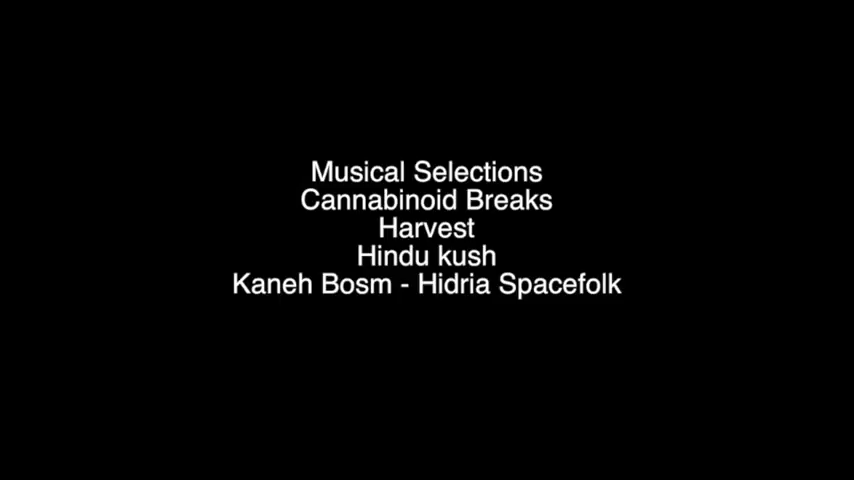 Musical Selections
Cannabinoid Breaks
Harvest
Hindu kush
Kaneh Bosm - Hidria Spacefolk